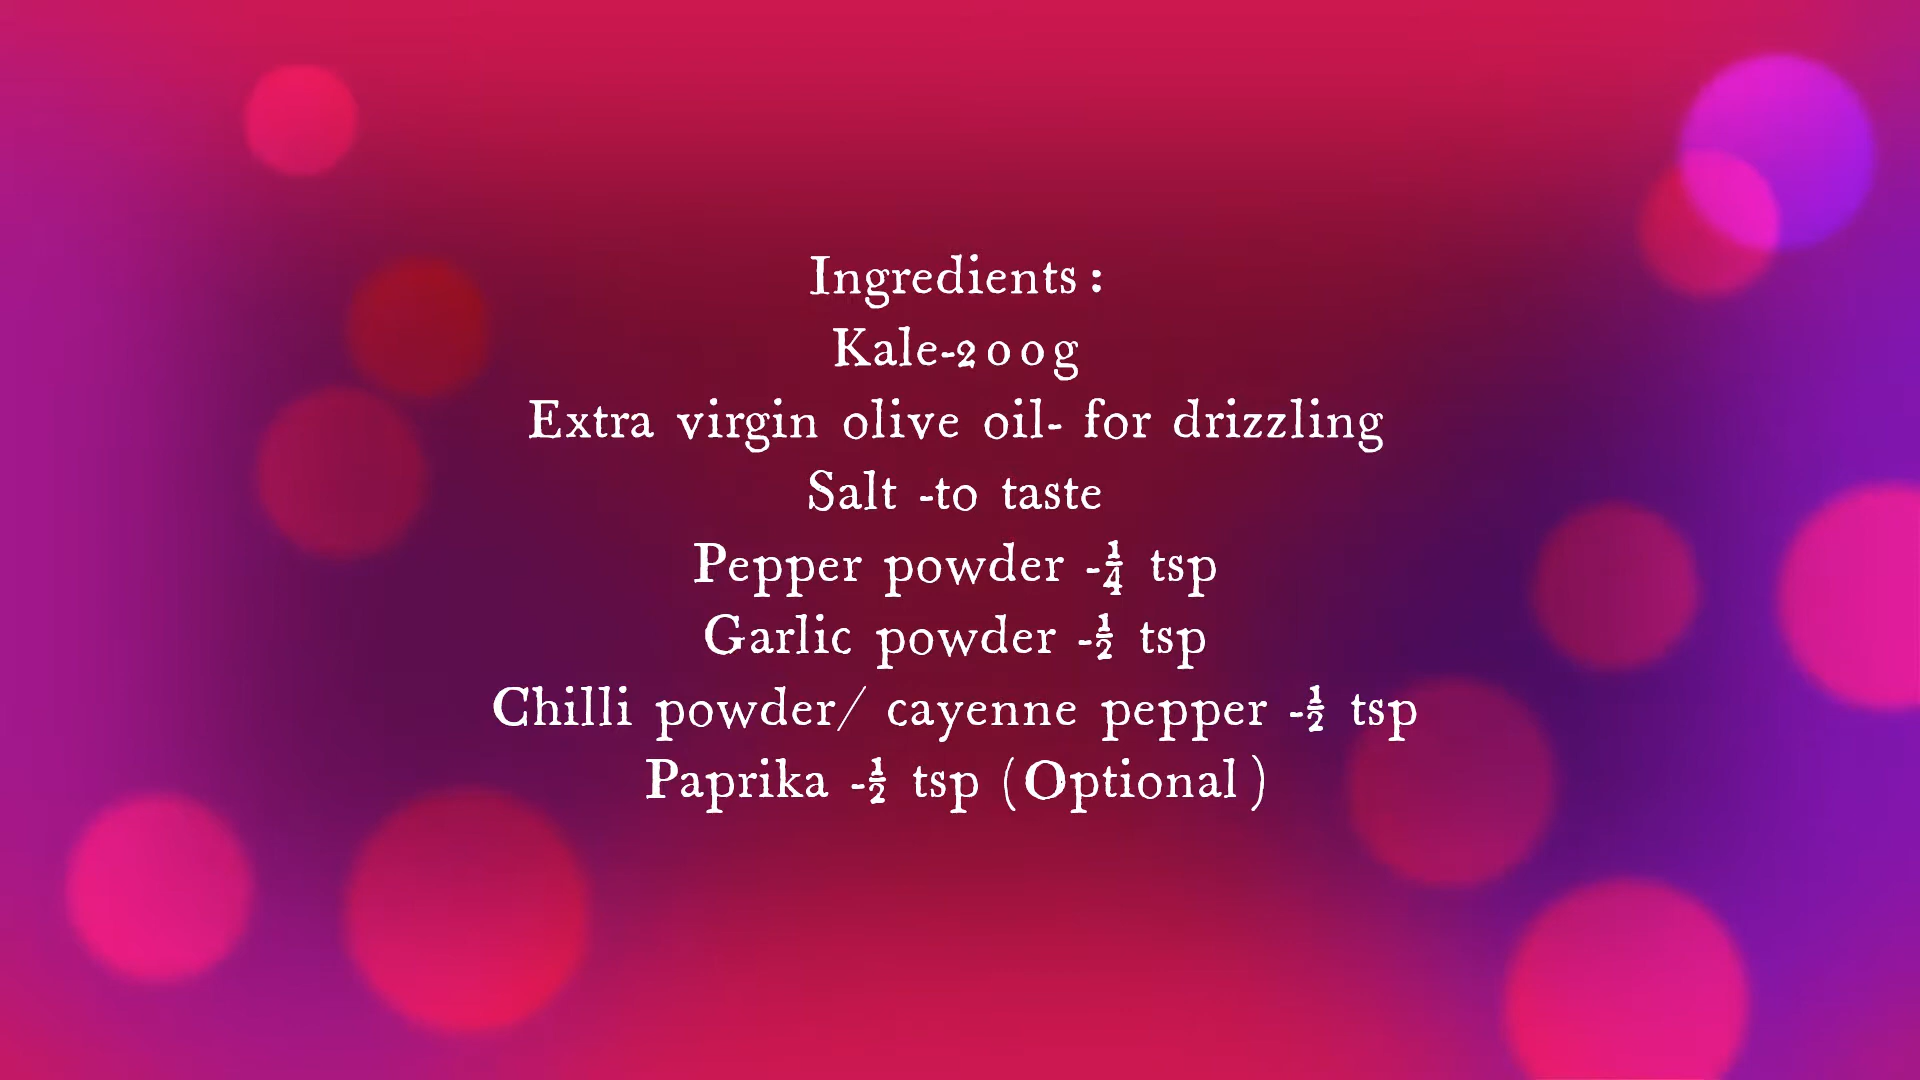 Ingredients:
Kale-200g
Extra virgin olive oil- for drizzling
Salt -to taste
Pepper powder -¼ tsp
Garlic powder -½ tsp
Chilli powder/ cayenne pepper -½ tsp
Paprika -½ tsp (Optional)